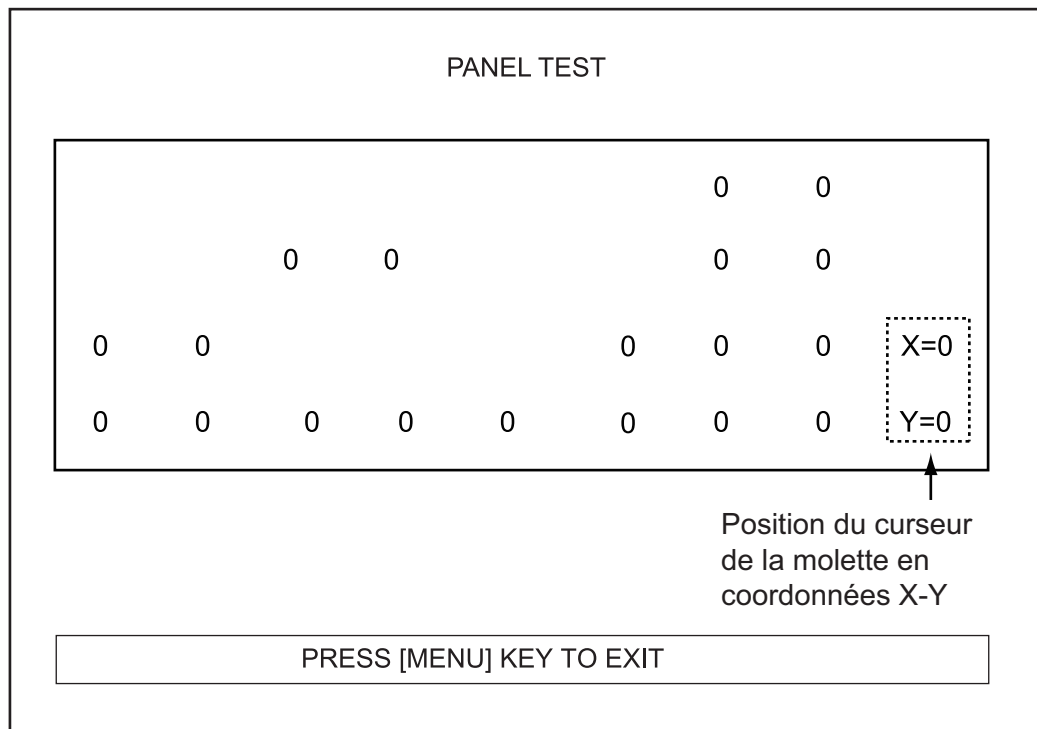 PANEL TEST
0 0
0 0 0 0
0 0 0 0 0 X=0
0 0 0 0 0 0 0 0 Y=0
Position du curseur
de la molette en
coordonnées X-Y
PRESS [MENU] KEY TO EXIT